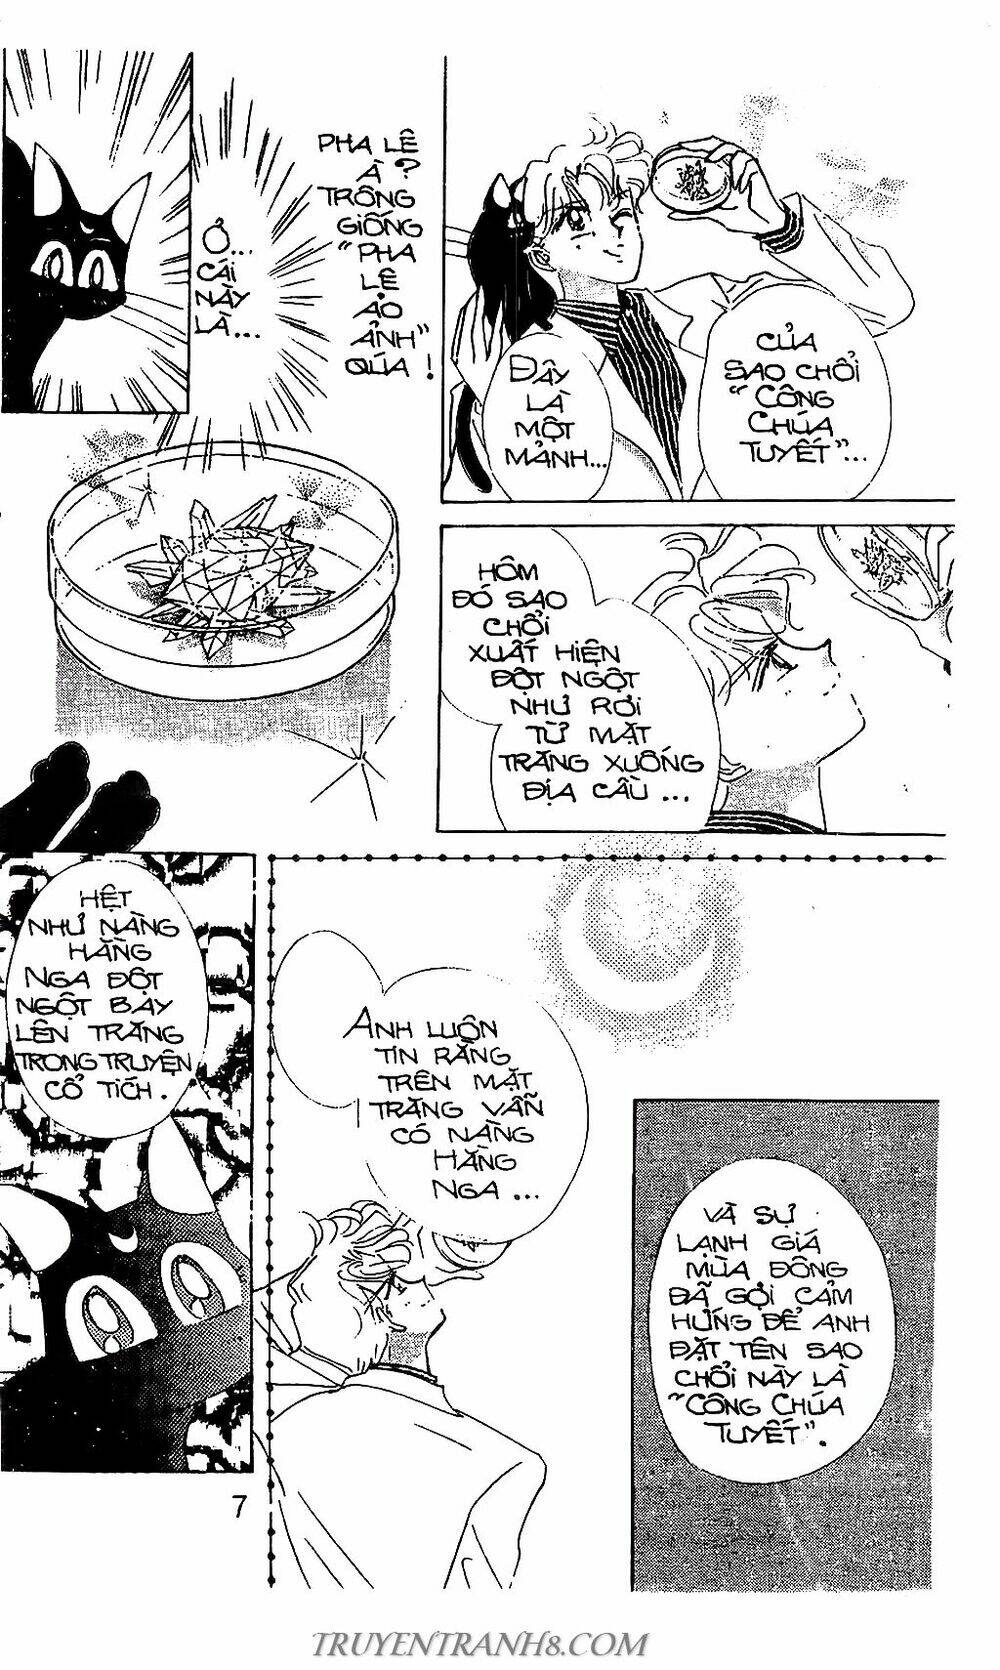 CỦA
SAO CHỔI
"CÔNG
CHÚA
TUYẾT"...
ĐÂY
LÀ
MỘT
MẢNH...
PHA LÊ
À?
TRÔNG
GIỐNG
"PHA
LÊ
ẢO
ẢNH"
QÚA!
Ở...
CÁI
NÀY
LÀ...
HÔM
ĐÓ SAO
CHỔI
XUẤT HIỆN
ĐỘT NGỘT
NHƯ RƠI
TỪ MẶT
TRĂNG XUỐNG
ĐỊA CẦU...
HỆT
NHƯ NÀNG
HẰNG
NGA ĐỘT
NGỘT BAY
LÊN TRĂNG
TRONG TRUYỆN
CỔ TÍCH.
ANH LUÔN
TIN RẰNG
TRÊN MẶT
TRĂNG VẪN
CÓ NÀNG
HẰNG
NGA...
VÀ SỰ
LẠNH GIÁ
MÙA ĐÔNG
ĐÃ GỢI CẢM
HỨNG ĐỂ ANH
ĐẶT TÊN SAO
CHỔI NÀY LÀ
"CÔNG CHÚA
TUYẾT".
7
TRUYENTRANH8.COM